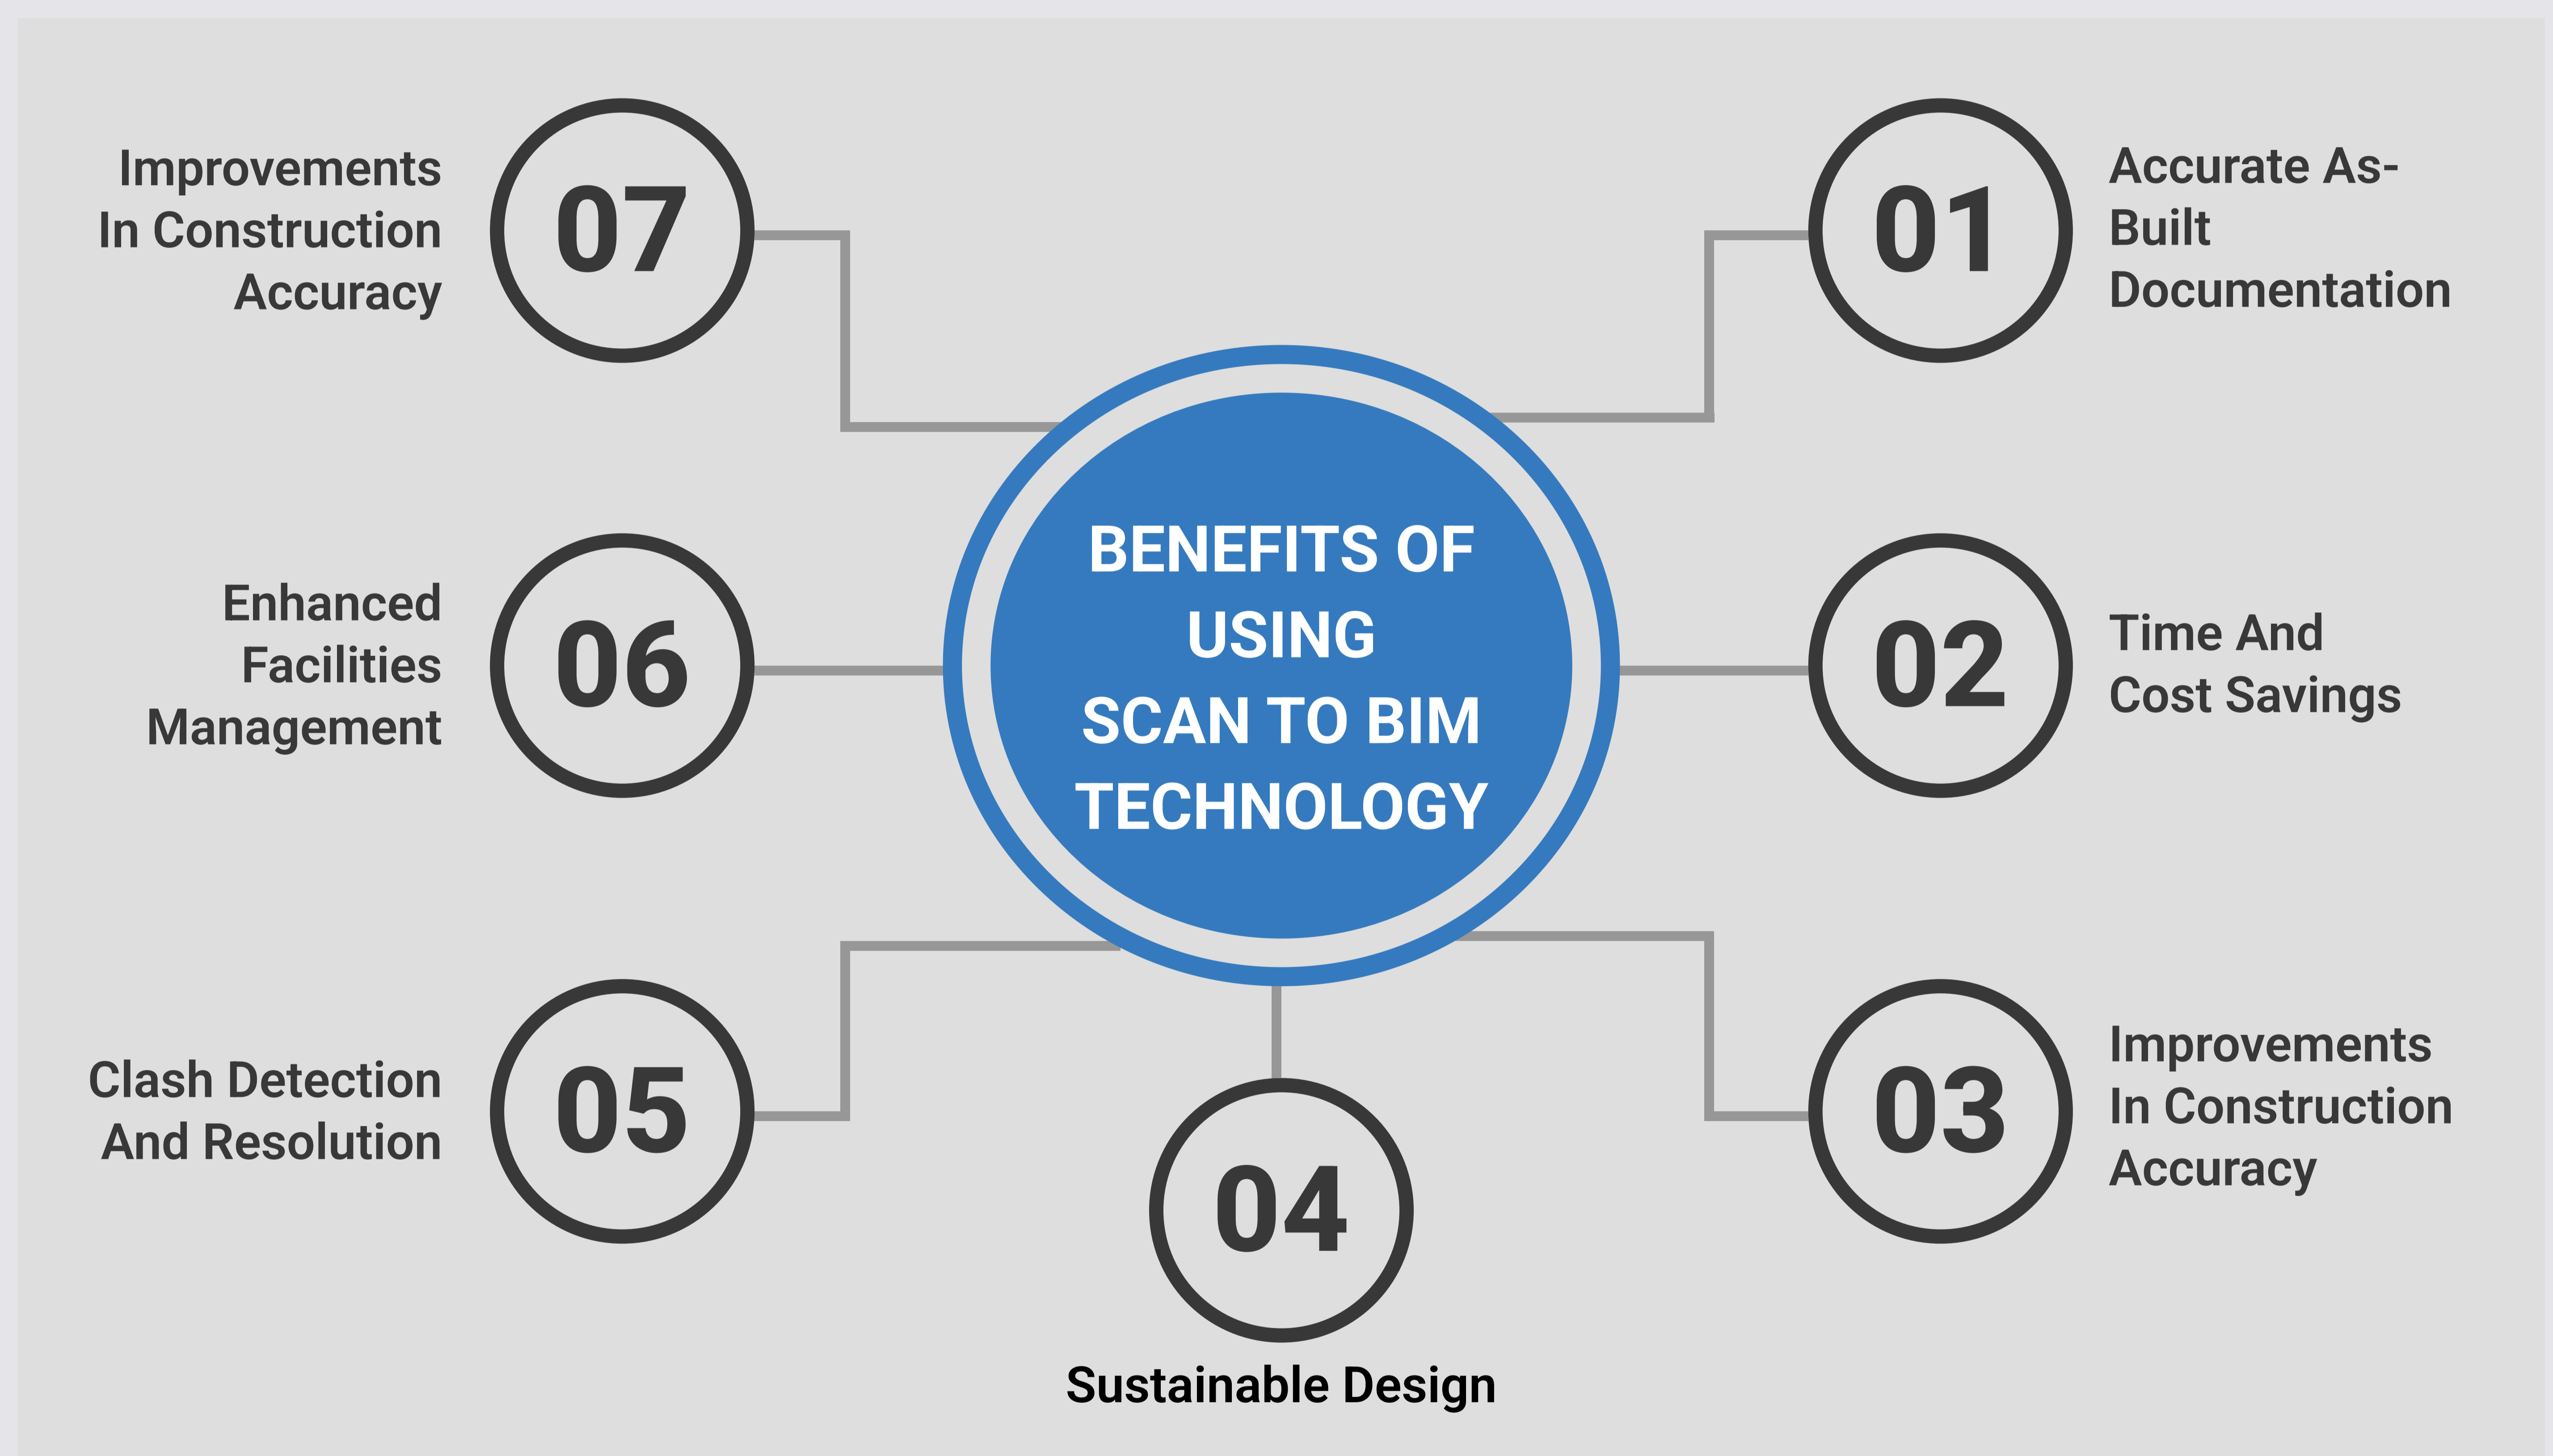 BENEFITS OF
USING
SCAN TO BIM
TECHNOLOGY
01
Accurate As-
Built
Documentation
02
Time And
Cost Savings
03
Improvements
In Construction
Accuracy
04
Sustainable Design
05
Clash Detection
And Resolution
06
Enhanced
Facilities
Management
07
Improvements
In Construction
Accuracy